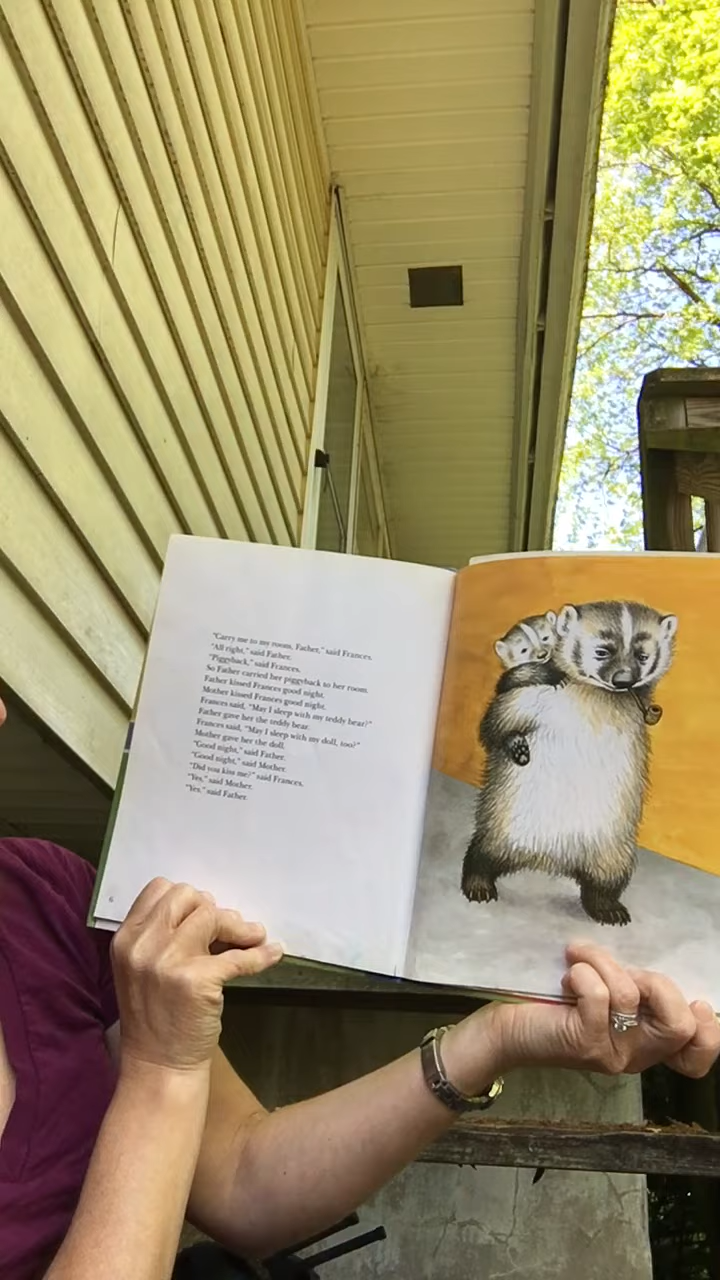 "Carry me to my room, Father," said Frances.
"All right," said Father.
"Piggyback," said Frances.
So Father carried her piggyback to her room.
Father kissed Frances good night.
Mother kissed Frances good night.
Frances said, "May I sleep with my teddy bear?"
Father gave her the teddy bear.
Frances said, "May I sleep with my doll, too?"
Mother gave her the doll.
"Good night," said Father.
"Good night," said Mother.
"Did you kiss me?" said Frances.
"Yes," said Mother.
"Yes," said Father.
6